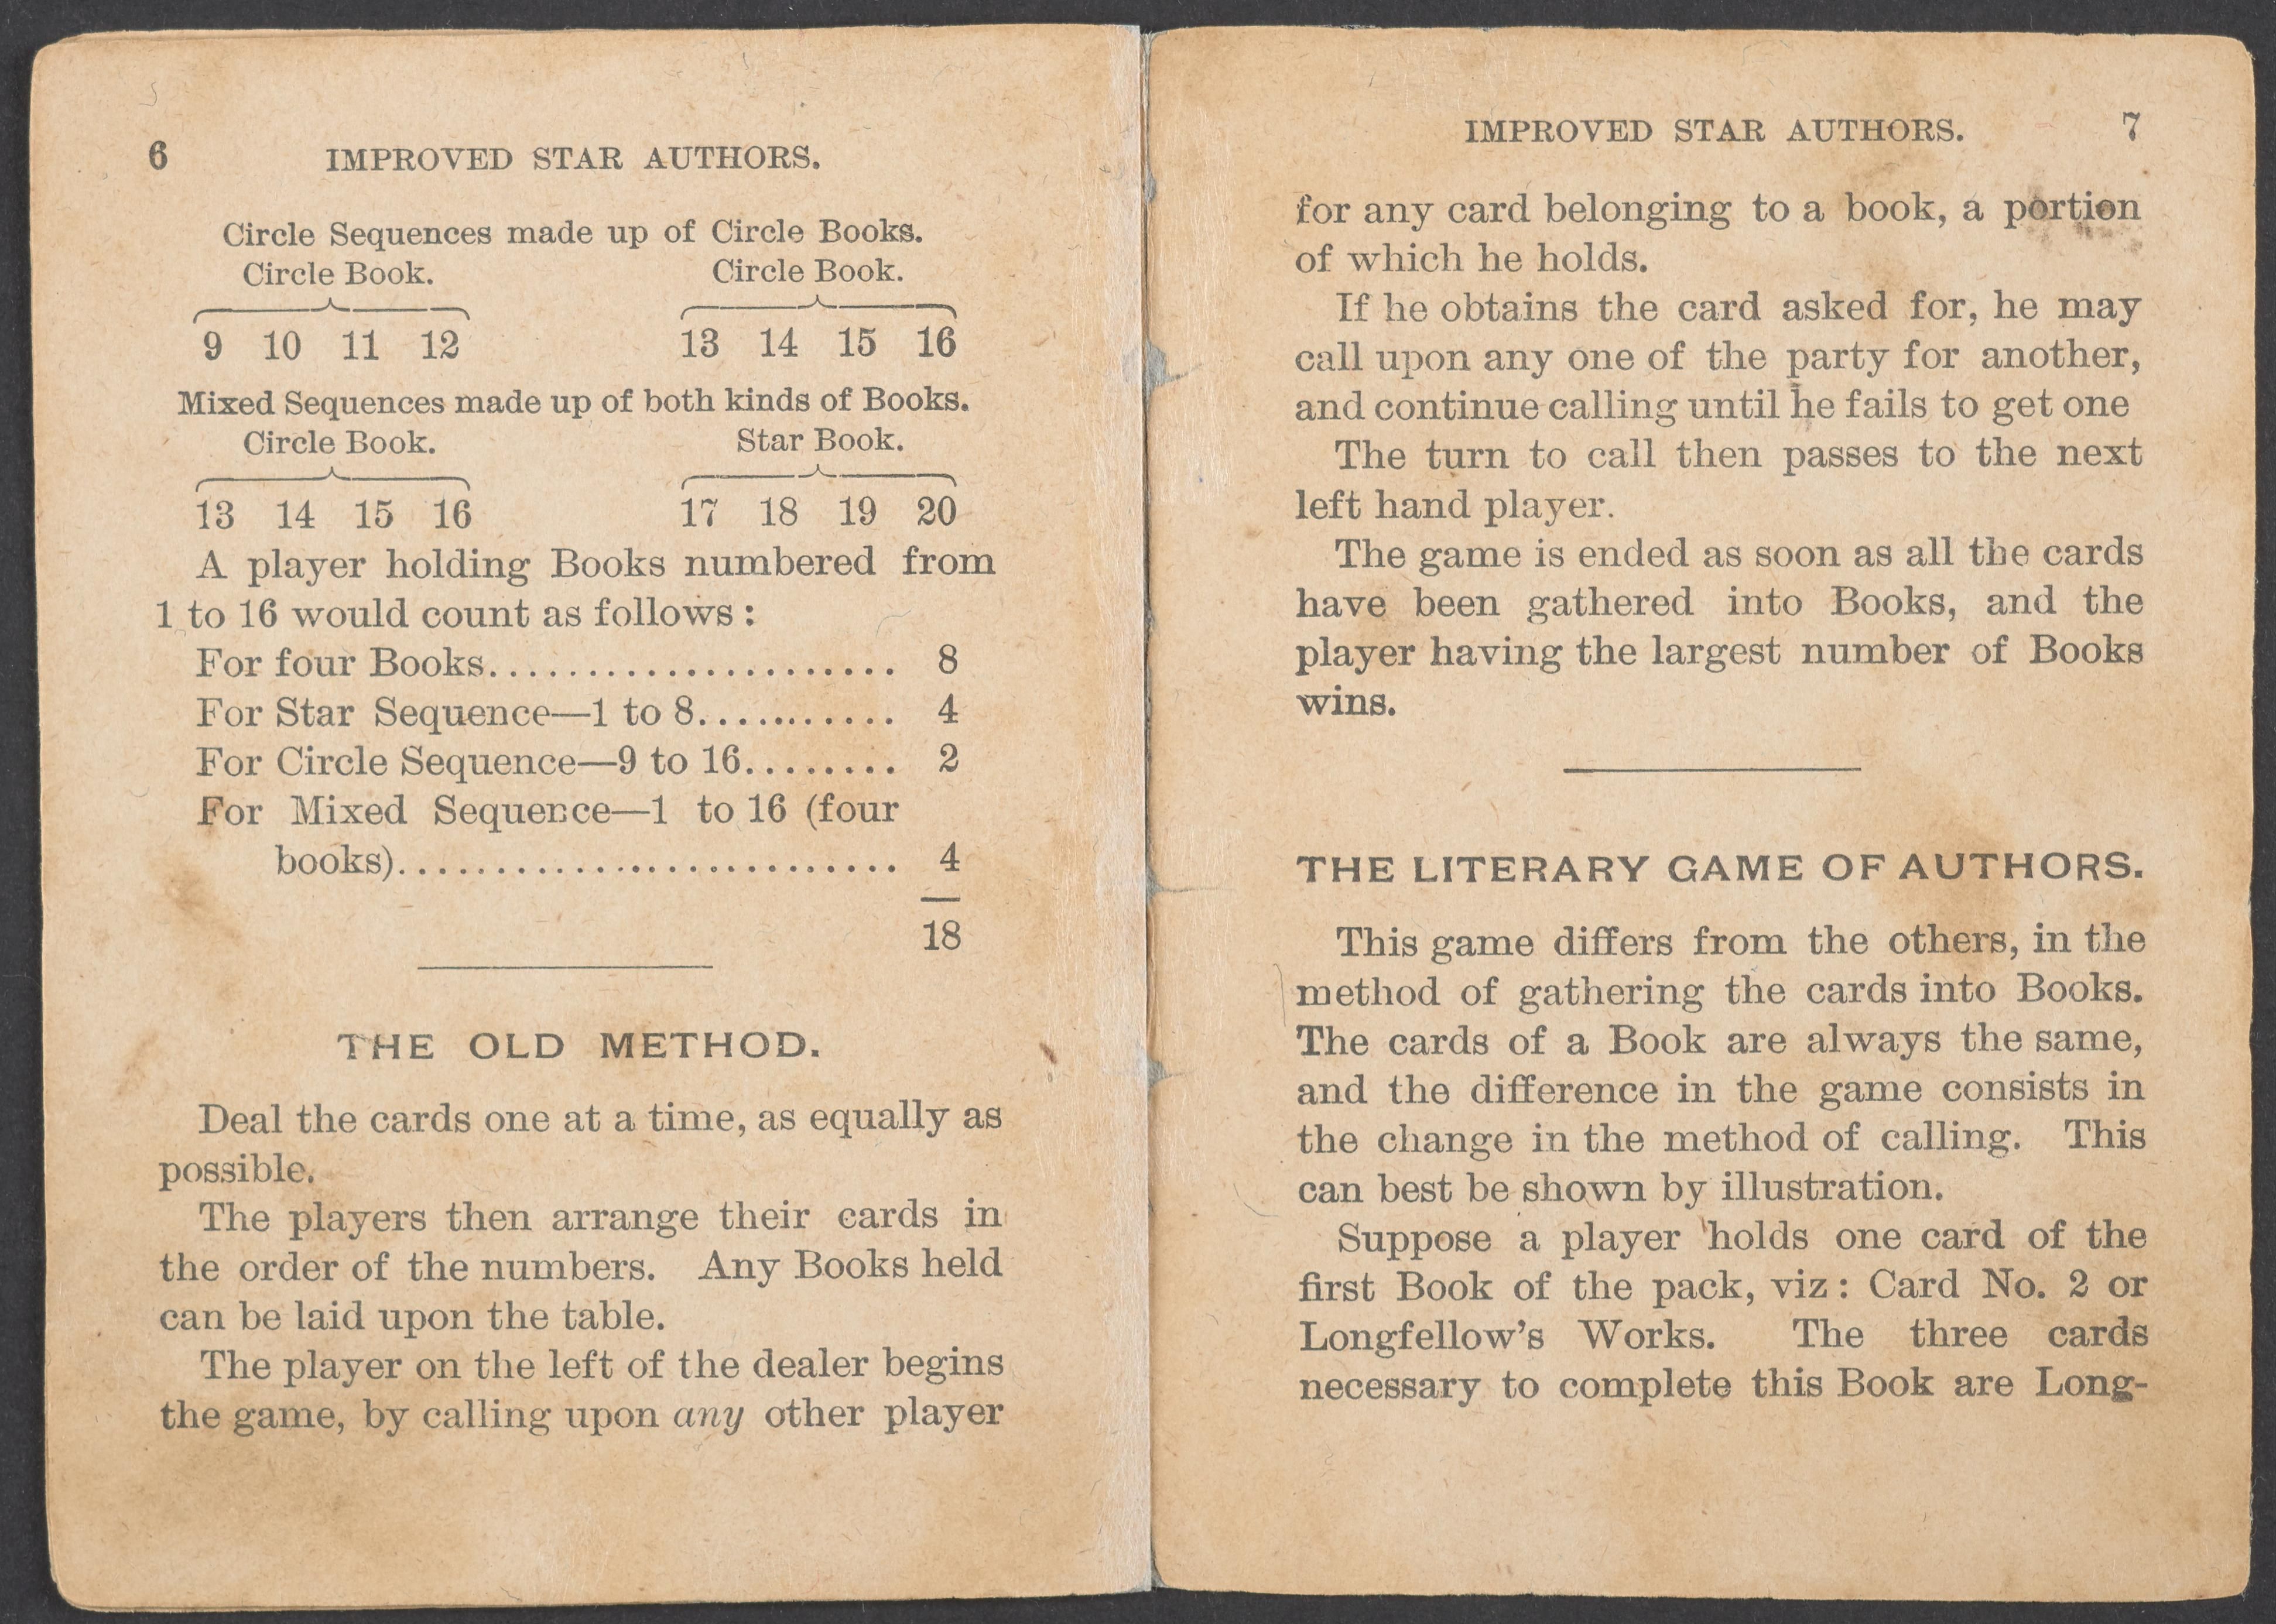 6 IMPROVED STAR AUTHORS.
Circle Sequences made up of Circle Books.
Circle Book. Circle Book.
9 10 11 12 13 14 15 16
Mixed Sequences made up of both kinds of Books.
Circle Book. Star Book.
13 14 15 16 17 18 19 20
A player holding Books numbered from
1 to 16 would count as follows:
For four Books..................... 8
For Star Sequence—1 to 8........... 4
For Circle Sequence—9 to 16........ 2
For Mixed Sequence—1 to 16 (four
books).......................... 4
18
THE OLD METHOD.
Deal the cards one at a time, as equally as
possible.
The players then arrange their cards in
the order of the numbers. Any Books held
can be laid upon the table.
The player on the left of the dealer begins
the game, by calling upon any other player
IMPROVED STAR AUTHORS. 7
for any card belonging to a book, a portion
of which he holds.
If he obtains the card asked for, he may
call upon any one of the party for another,
and continue calling until he fails to get one
The turn to call then passes to the next
left hand player.
The game is ended as soon as all the cards
have been gathered into Books, and the
player having the largest number of Books
wins.
THE LITERARY GAME OF AUTHORS.
This game differs from the others, in the
method of gathering the cards into Books.
The cards of a Book are always the same,
and the difference in the game consists in
the change in the method of calling. This
can best be shown by illustration.
Suppose a player holds one card of the
first Book of the pack, viz: Card No. 2 or
Longfellow's Works. The three cards
necessary to complete this Book are Long-